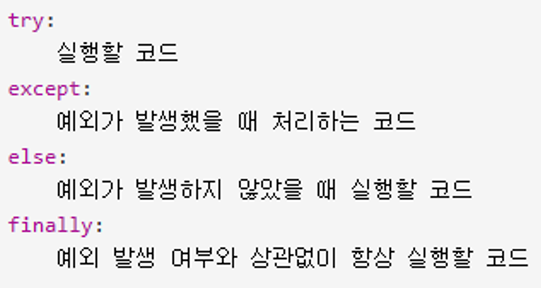 try:
실행할 코드
except:
예외가 발생했을 때 처리하는 코드
else:
예외가 발생하지 않았을 때 실행할 코드
finally:
예외 발생 여부와 상관없이 항상 실행할 코드